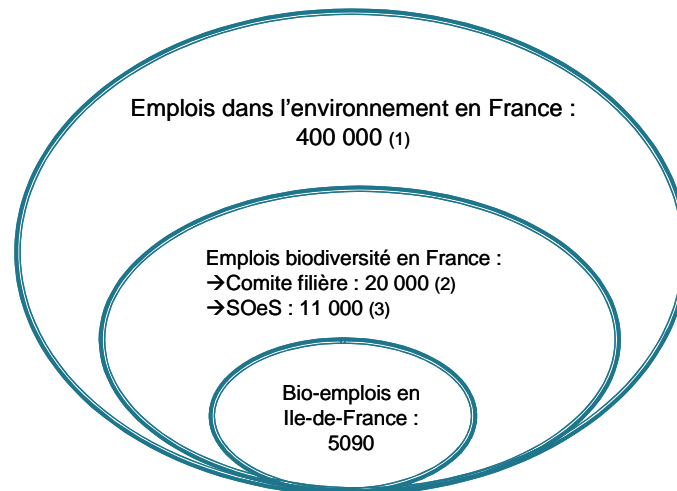 Emplois dans l'environnement en France :
400 000 (1)
Emplois biodiversité en France :
→Comite filière : 20 000 (2)
→SOeS : 11 000 (3)
Bio-emplois en
Ile-de-France :
5090